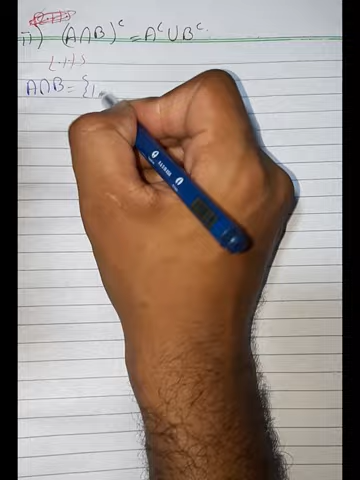 ii) (A∩B)ᶜ = Aᶜ ∪ Bᶜ.
A∩B = {1,